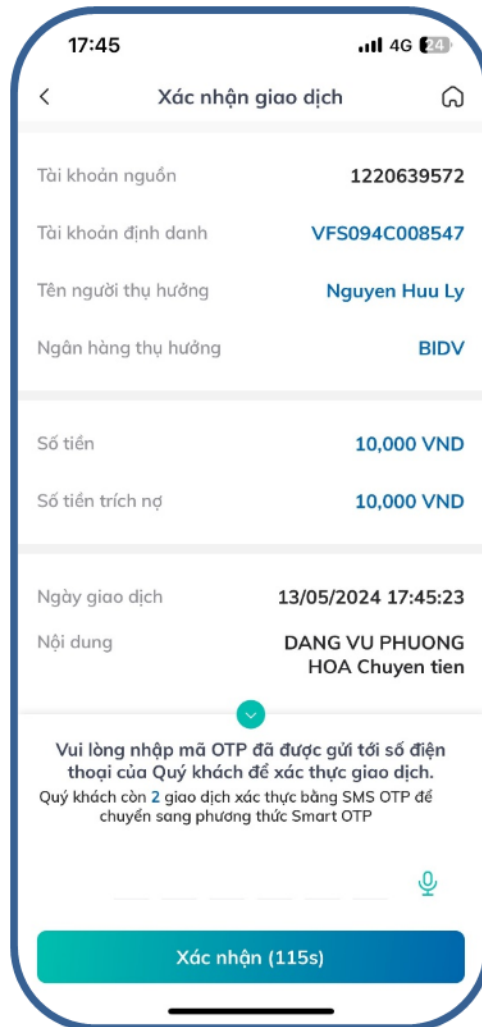 17:45 4G 24
Xác nhận giao dịch
Tài khoản nguồn 1220639572
Tài khoản định danh VFS094C008547
Tên người thụ hưởng Nguyen Huu Ly
Ngân hàng thụ hưởng BIDV
Số tiền 10,000 VND
Số tiền trích nợ 10,000 VND
Ngày giao dịch 13/05/2024 17:45:23
Nội dung DANG VU PHUONG
HOA Chuyen tien
Vui lòng nhập mã OTP đã được gửi tới số điện
thoại của Quý khách để xác thực giao dịch.
Quý khách còn 2 giao dịch xác thực bằng SMS OTP để
chuyển sang phương thức Smart OTP
Xác nhận (115s)